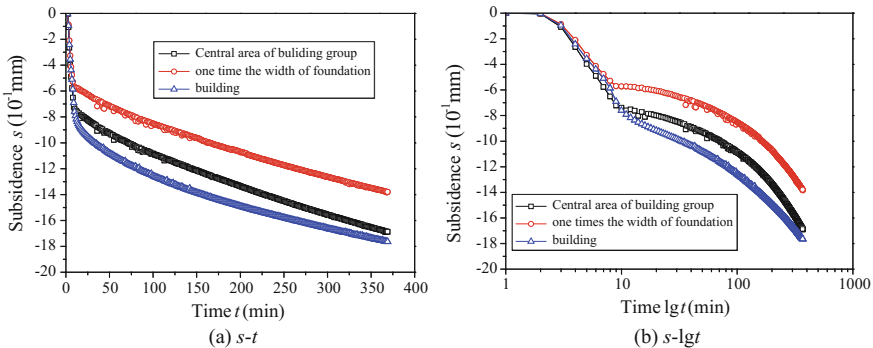 0
-2
-4
-6
-8
-10
-12
-14
-16
-18
-20
Subsidence s (10⁻¹mm)
Central area of buliding group
one time the width of foundation
building
0 50 100 150 200 250 300 350 400
Time t (min)
(a) s-t
0
-2
-4
-6
-8
-10
-12
-14
-16
-18
-20
Subsidence s (10⁻¹mm)
Central area of building group
one times the width of foundation
building
1 10 100 1000
Time lgt (min)
(b) s-lgt